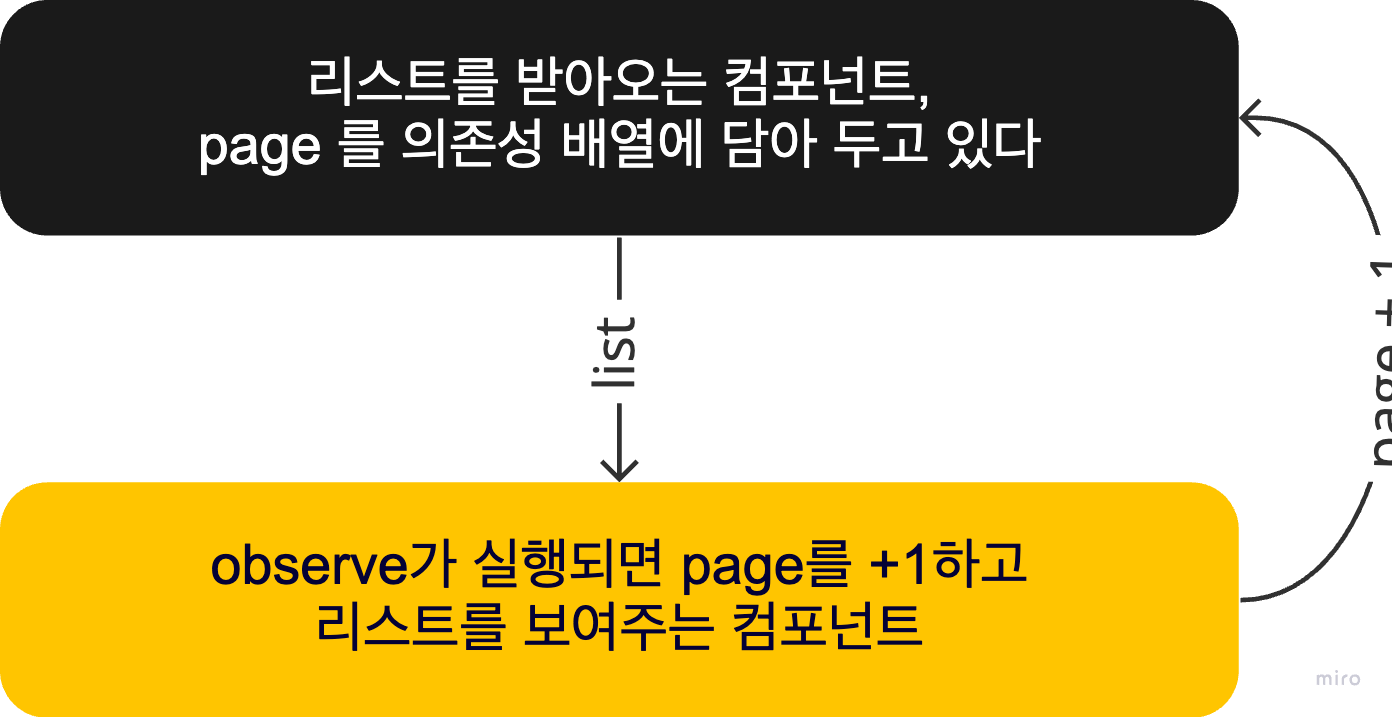 리스트를 받아오는 컴포넌트,
page 를 의존성 배열에 담아 두고 있다
list
page + 1
observe가 실행되면 page를 +1하고
리스트를 보여주는 컴포넌트
miro